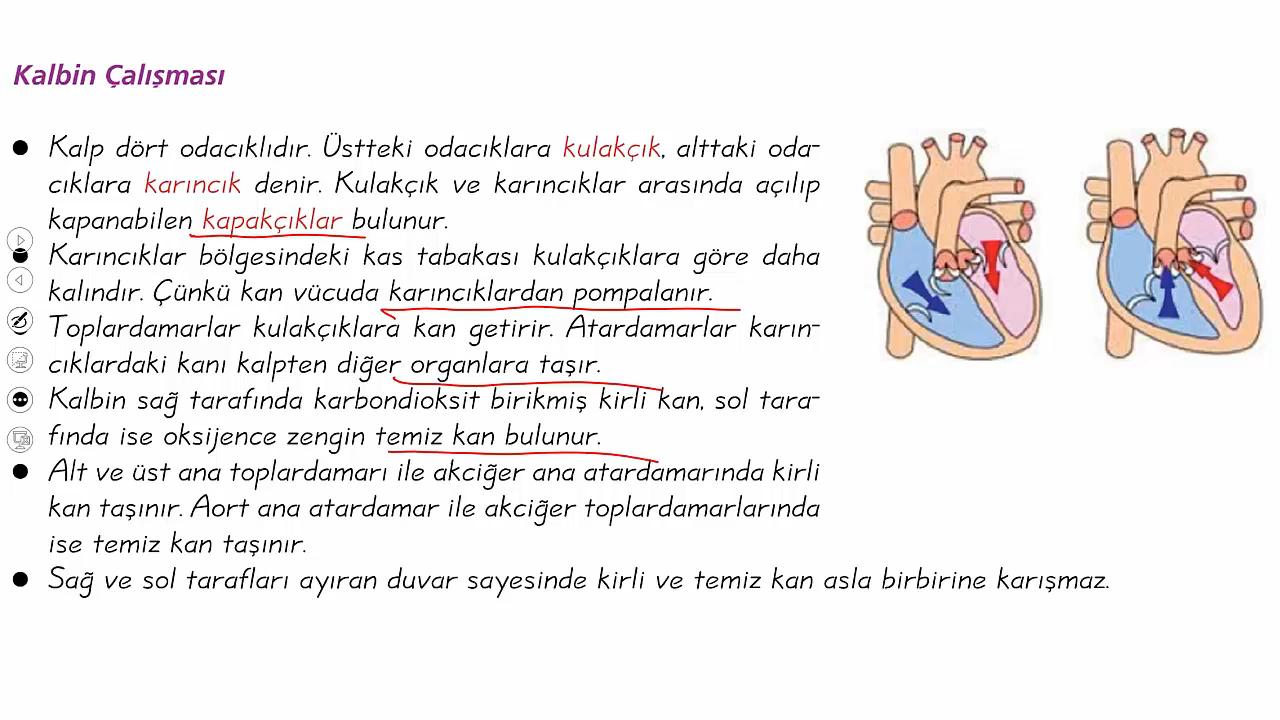 Kalbin Çalışması
Kalp dört odacıklıdır. Üstteki odacıklara kulakçık, alttaki oda-
cıklara karıncık denir. Kulakçık ve karıncıklar arasında açılıp
kapanabilen kapakçıklar bulunur.
Karıncıklar bölgesindeki kas tabakası kulakçıklara göre daha
kalındır. Çünkü kan vücuda karıncıklardan pompalanır.
Toplardamarlar kulakçıklara kan getirir. Atardamarlar karın-
cıklardaki kanı kalpten diğer organlara taşır.
Kalbin sağ tarafında karbondioksit birikmiş kirli kan, sol tara-
fında ise oksijence zengin temiz kan bulunur.
Alt ve üst ana toplardamarı ile akciğer ana atardamarında kirli
kan taşınır. Aort ana atardamar ile akciğer toplardamarlarında
ise temiz kan taşınır.
Sağ ve sol tarafları ayıran duvar sayesinde kirli ve temiz kan asla birbirine karışmaz.